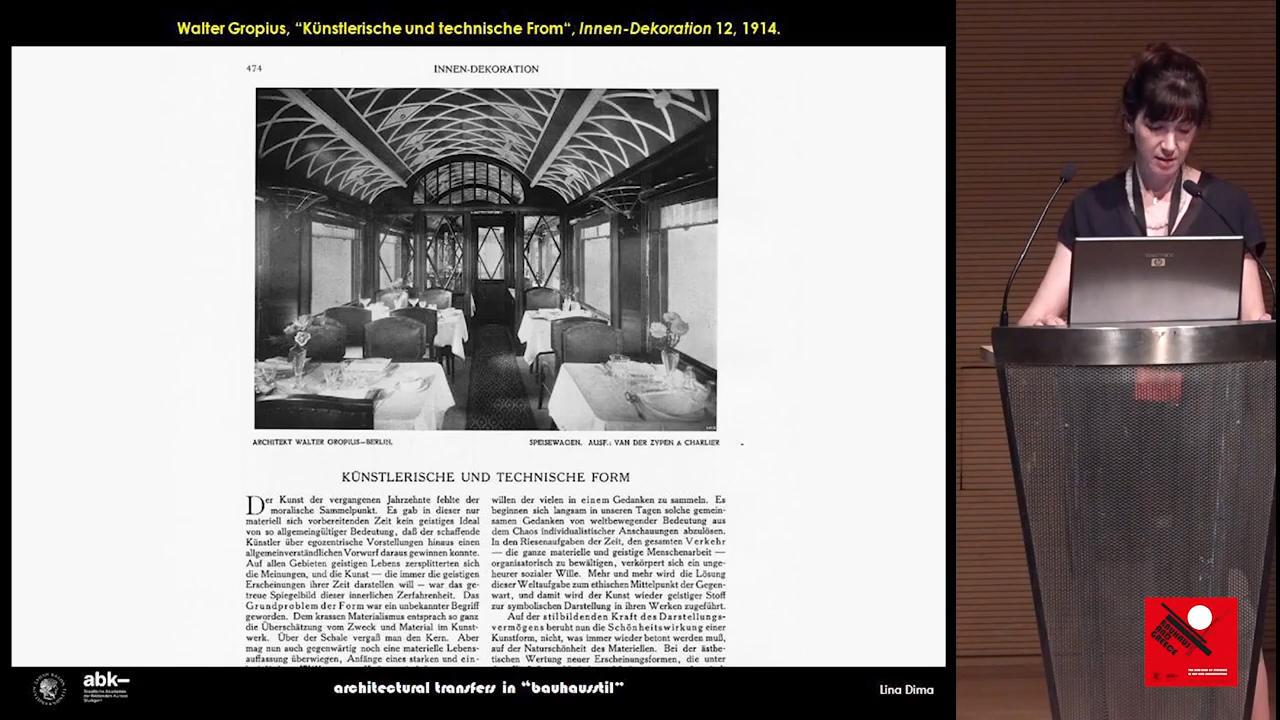 Walter Gropius, “Künstlerische und technische From“, Innen-Dekoration 12, 1914.
474
INNEN-DEKORATION
ARCHITEKT WALTER GROPIUS—BERLIN.
SPEISEWAGEN. AUSF.: VAN DER ZYPEN & CHARLIER
KÜNSTLERISCHE UND TECHNISCHE FORM
Der Kunst der vergangenen Jahrzehnte fehlte der
moralische Sammelpunkt. Es gab in dieser nur
materiell sich vorbereitenden Zeit kein geistiges Ideal
von so allgemeingültiger Bedeutung, daß der schaffende
Künstler über egozentrische Vorstellungen hinaus einen
allgemeinverständlichen Vorwurf daraus gewinnen konnte.
Auf allen Gebieten geistigen Lebens zersplitterten sich
die Meinungen, und die Kunst — die immer die geistigen
Erscheinungen ihrer Zeit darstellen will — war das ge-
treue Spiegelbild dieser innerlichen Zerfahrenheit. Das
Grundproblem der Form war ein unbekannter Begriff
geworden. Dem krassen Materialismus entsprach so ganz
die Überschätzung vom Zweck und Material im Kunst-
werk. Über der Schale vergaß man den Kern. Aber
mag nun auch gegenwärtig noch eine materielle Lebens-
auffassung überwiegen, Anfänge eines starken und ein-
willen der vielen in einem Gedanken zu sammeln. Es
beginnen sich langsam in unseren Tagen solche gemein-
samen Gedanken von weltbewegender Bedeutung aus
dem Chaos individualistischer Anschauungen abzulösen.
In den Riesenaufgaben der Zeit, den gesamten Verkehr
— die ganze materielle und geistige Menschenarbeit —
organisatorisch zu bewältigen, verkörpert sich ein unge-
heurer sozialer Wille. Mehr und mehr wird die Lösung
dieser Weltaufgabe zum ethischen Mittelpunkt der Gegen-
wart, und damit wird der Kunst wieder geistiger Stoff
zur symbolischen Darstellung in ihren Werken zugeführt.
Auf der stilbildenden Kraft des Darstellungs-
vermögens beruht nun die Schönheitswirkung einer
Kunstform, nicht, was immer wieder betont werden muß,
auf der Naturschönheit des Materiellen. Bei der ästhe-
tischen Wertung neuer Erscheinungsformen, die unter
hp
BAUHAUS
AND
GREECE
abk—
Staatliche Akademie
der Bildenden Künste
Stuttgart
architectural transfers in “bauhausstil”
Lina Dima